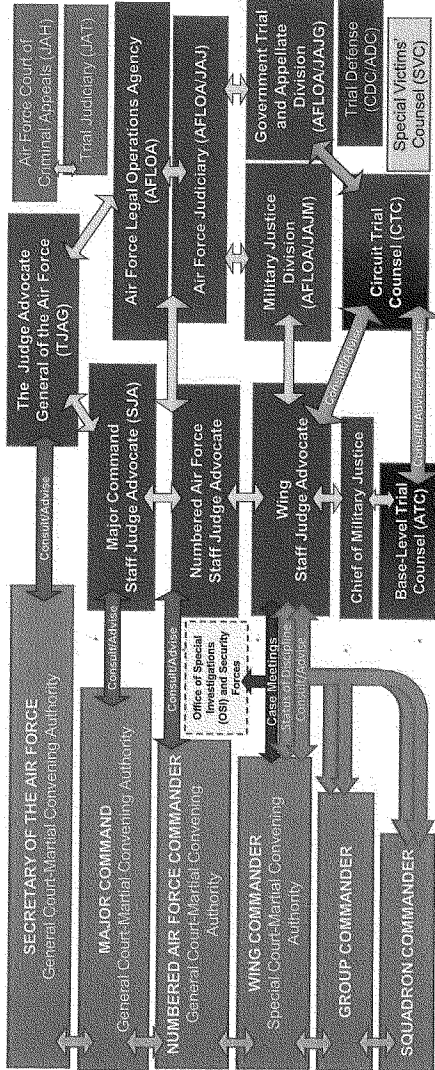 SECRETARY OF THE AIR FORCE
General Court-Martial Convening Authority
MAJOR COMMAND
General Court-Martial Convening Authority
NUMBERED AIR FORCE COMMANDER
General Court-Martial Convening
Authority
WING COMMANDER
Special Court-Martial Convening
Authority
GROUP COMMANDER
SQUADRON COMMANDER
Consult/Advise
Consult/Advise
Consult/Advise
Office of Special
Investigations
(OSI) and Security
Forces
Case Meetings
Status of Discipline
Consult/Advise
The Judge Advocate
General of the Air Force
(TJAG)
Major Command
Staff Judge Advocate (SJA)
Numbered Air Force
Staff Judge Advocate
Wing
Staff Judge Advocate
Chief of Military Justice
Base-Level Trial
Counsel (ATC)
Consult/Advise
Consult/Advise/Prosecute
Air Force Court of
Criminal Appeals (JAH)
Trial Judiciary (JAT)
Air Force Legal Operations Agency
(AFLOA)
Air Force Judiciary (AFLOA/JAJ)
Military Justice
Division
(AFLOA/JAJM)
Government Trial
and Appellate
Division
(AFLOA/JAJG)
Circuit Trial
Counsel (CTC)
Trial Defense
(CDC/ADC)
Special Victims'
Counsel (SVC)